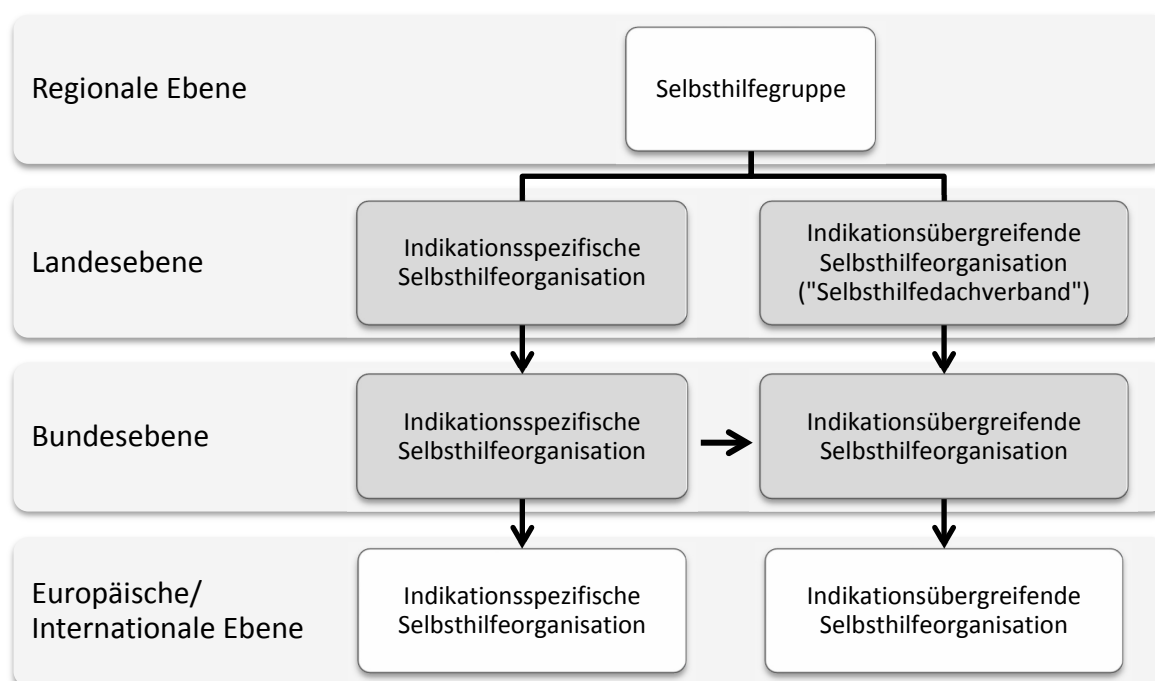 Regionale Ebene
Selbsthilfegruppe
Landesebene
Indikationsspezifische
Selbsthilfeorganisation
Indikationsübergreifende
Selbsthilfeorganisation
("Selbsthilfedachverband")
Bundesebene
Indikationsspezifische
Selbsthilfeorganisation
Indikationsübergreifende
Selbsthilfeorganisation
Europäische/
Internationale Ebene
Indikationsspezifische
Selbsthilfeorganisation
Indikationsübergreifende
Selbsthilfeorganisation